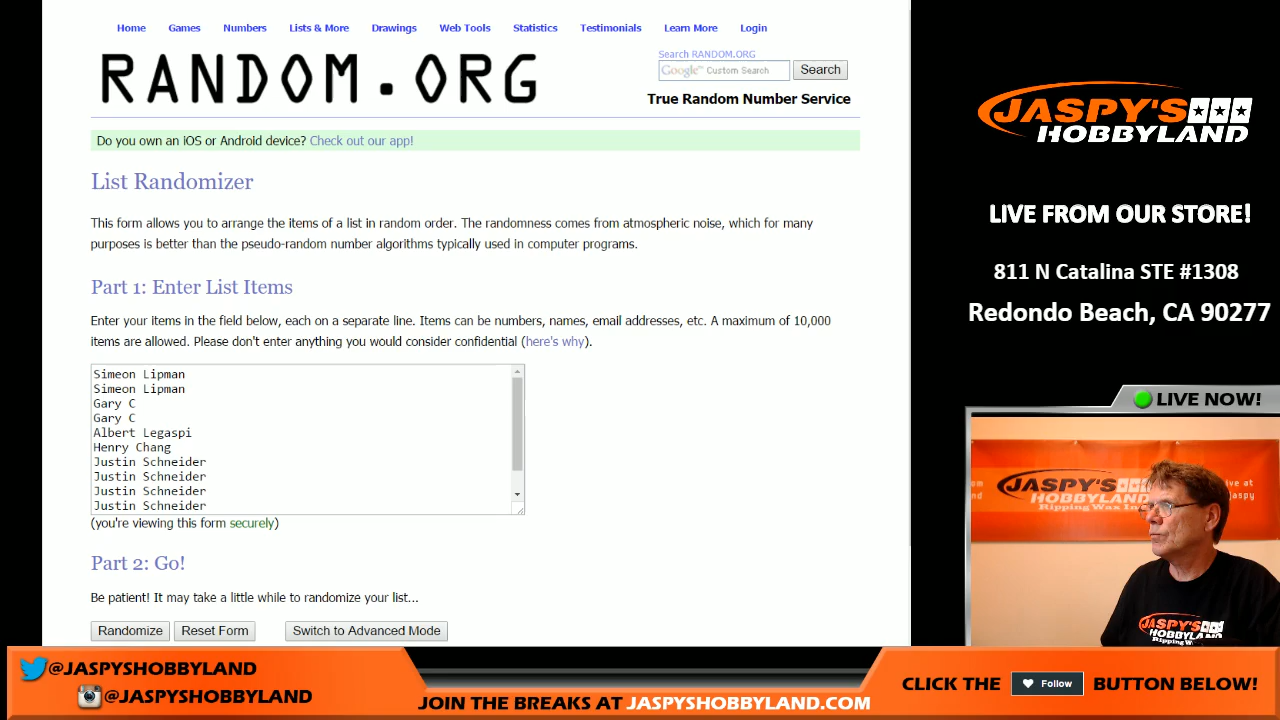 Home Games Numbers Lists & More Drawings Web Tools Statistics Testimonials Learn More Login
RANDOM.ORG
Search RANDOM.ORG
Google™ Custom Search Search
True Random Number Service
Do you own an iOS or Android device? Check out our app!
List Randomizer
This form allows you to arrange the items of a list in random order. The randomness comes from atmospheric noise, which for many
purposes is better than the pseudo-random number algorithms typically used in computer programs.
Part 1: Enter List Items
Enter your items in the field below, each on a separate line. Items can be numbers, names, email addresses, etc. A maximum of 10,000
items are allowed. Please don't enter anything you would consider confidential (here's why).
Simeon Lipman
Simeon Lipman
Gary C
Gary C
Albert Legaspi
Henry Chang
Justin Schneider
Justin Schneider
Justin Schneider
Justin Schneider
(you're viewing this form securely)
Part 2: Go!
Be patient! It may take a little while to randomize your list...
Randomize Reset Form Switch to Advanced Mode
JASPY'S
HOBBYLAND
LIVE FROM OUR STORE!
811 N Catalina STE #1308
Redondo Beach, CA 90277
LIVE NOW!
JASPY'S
HOBBYLAND
Ripping Wax
JASPY'S
HOBBYLAND
Ripping
@JASPYSHOBBYLAND
@JASPYSHOBBYLAND
JOIN THE BREAKS AT JASPYSHOBBYLAND.COM
CLICK THE Follow BUTTON BELOW!